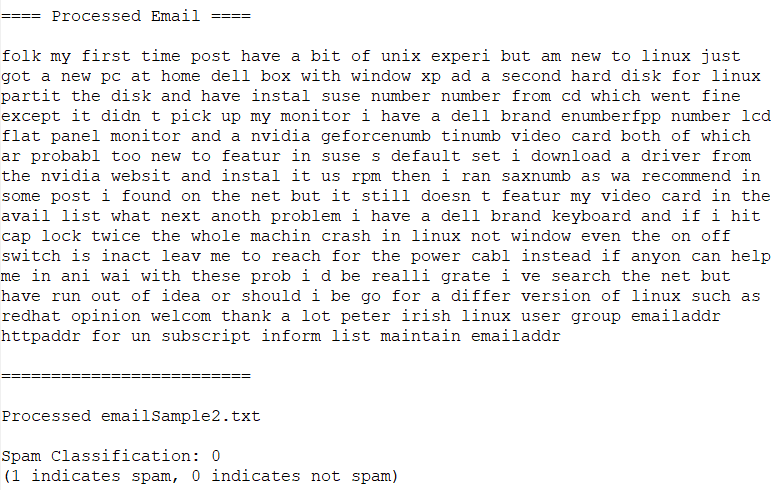 ==== Processed Email ====
folk my first time post have a bit of unix experi but am new to linux just
got a new pc at home dell box with window xp ad a second hard disk for linux
partit the disk and have instal suse number number from cd which went fine
except it didn t pick up my monitor i have a dell brand enumberfpp number lcd
flat panel monitor and a nvidia geforcenumb tinumb video card both of which
ar probabl too new to featur in suse s default set i download a driver from
the nvidia websit and instal it us rpm then i ran saxnumb as wa recommend in
some post i found on the net but it still doesn t featur my video card in the
avail list what next anoth problem i have a dell brand keyboard and if i hit
cap lock twice the whole machin crash in linux not window even the on off
switch is inact leav me to reach for the power cabl instead if anyon can help
me in ani wai with these prob i d be realli grate i ve search the net but
have run out of idea or should i be go for a differ version of linux such as
redhat opinion welcom thank a lot peter irish linux user group emailaddr
httpaddr for un subscript inform list maintain emailaddr
=========================
Processed emailSample2.txt
Spam Classification: 0
(1 indicates spam, 0 indicates not spam)